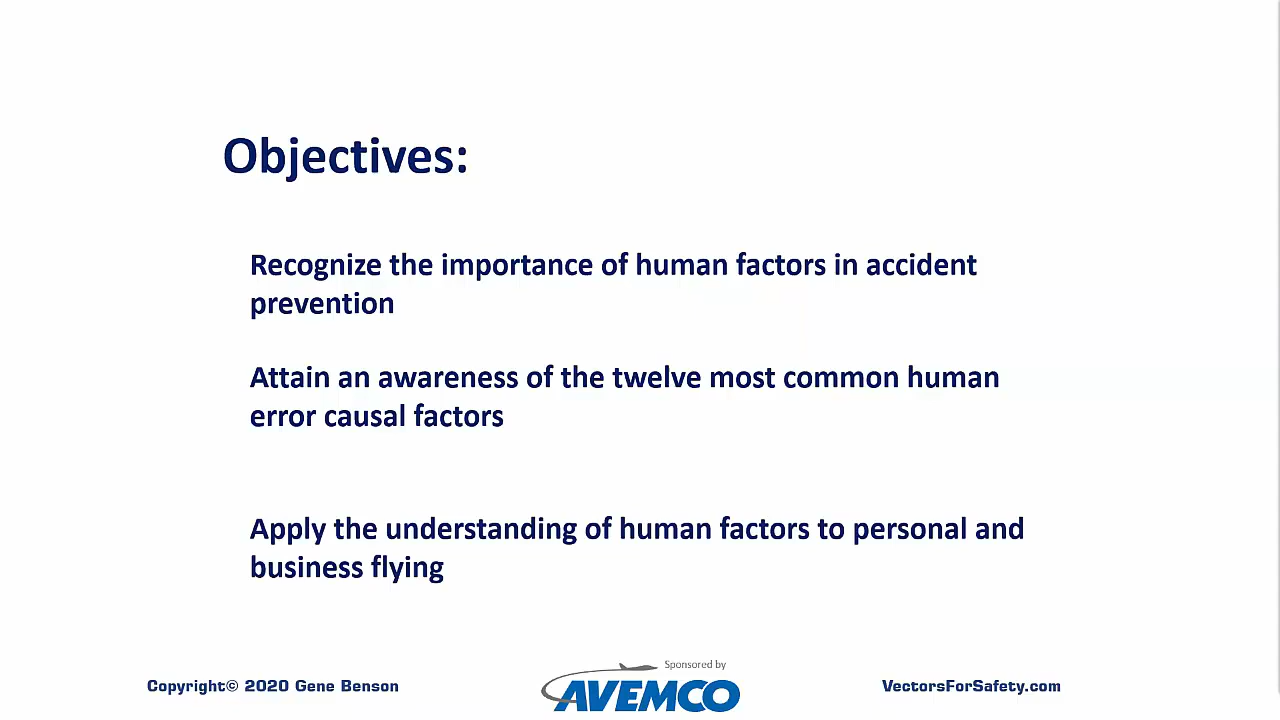 Objectives:
Recognize the importance of human factors in accident
prevention
Attain an awareness of the twelve most common human
error causal factors
Apply the understanding of human factors to personal and
business flying
Copyright© 2020 Gene Benson
Sponsored by
AVEMCO
VectorsForSafety.com